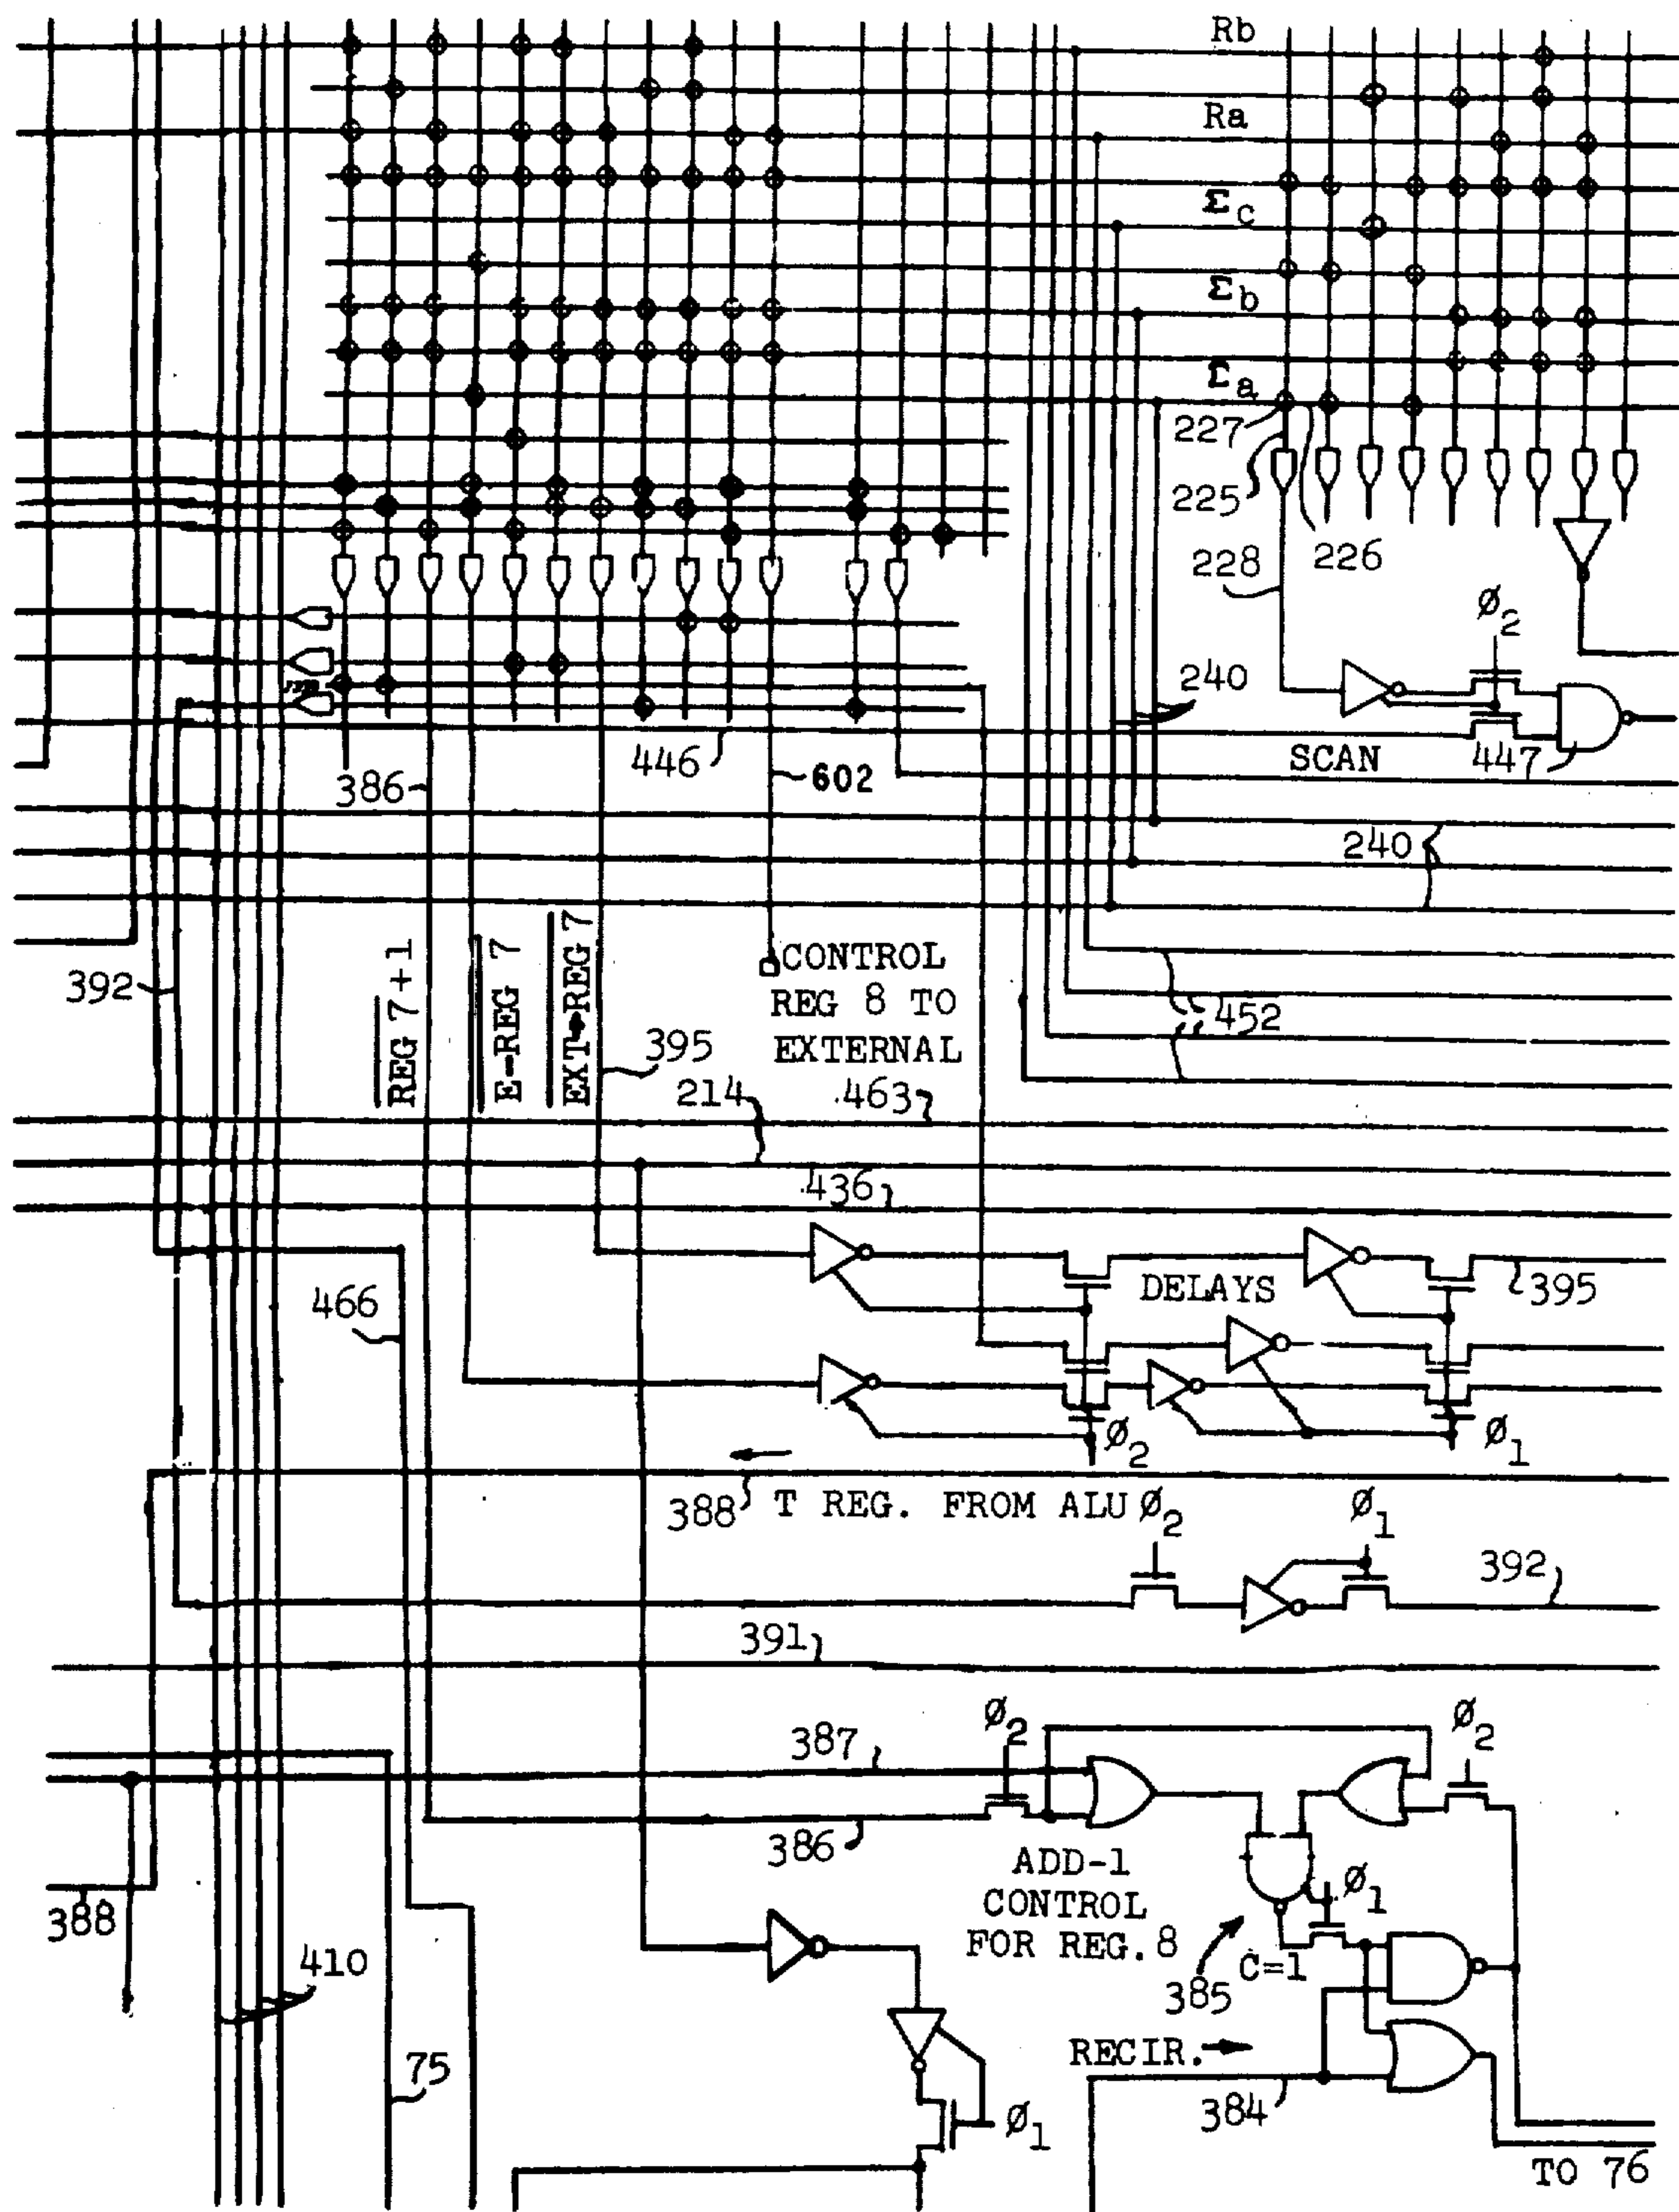 Rb
Ra
Σc
Σb
Σa
227
225
226
228
ø2
240
446
SCAN
447
386
602
240
392
REG 7+1
E-REG 7
EXT→REG 7
CONTROL
REG 8 TO
EXTERNAL
452
395
214
463
436
DELAYS
395
466
ø2
ø1
388
T REG. FROM ALU
ø2
ø1
392
391
387
ø2
ø2
386
ADD-1
CONTROL
FOR REG.8
ø1
388
C=1
385
410
RECIR.
75
384
ø1
TO 76